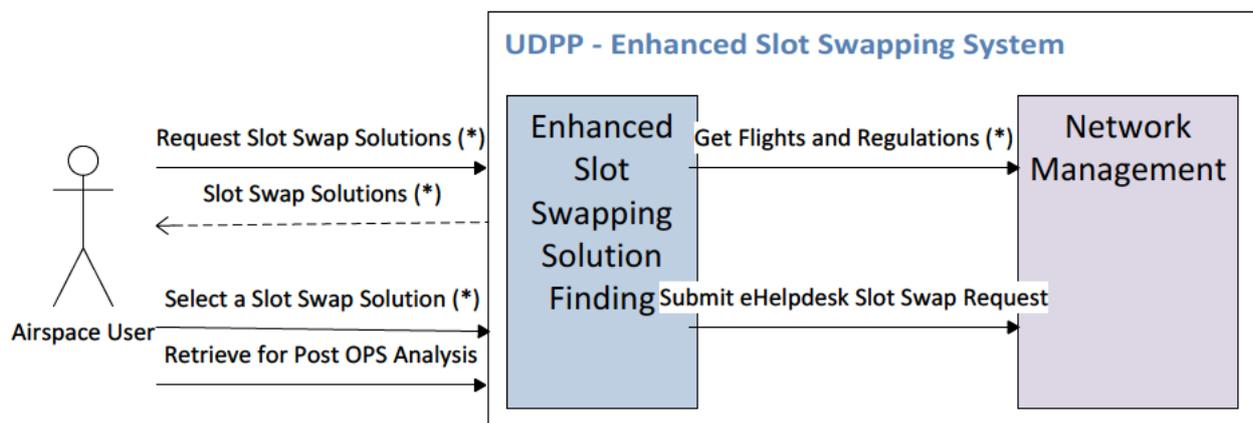 UDPP - Enhanced Slot Swapping System
Request Slot Swap Solutions (*)
Slot Swap Solutions (*)
Select a Slot Swap Solution (*)
Airspace User
Retrieve for Post OPS Analysis
Enhanced
Slot
Swapping
Solution
Finding
Get Flights and Regulations (*)
Submit eHelpdesk Slot Swap Request
Network
Management